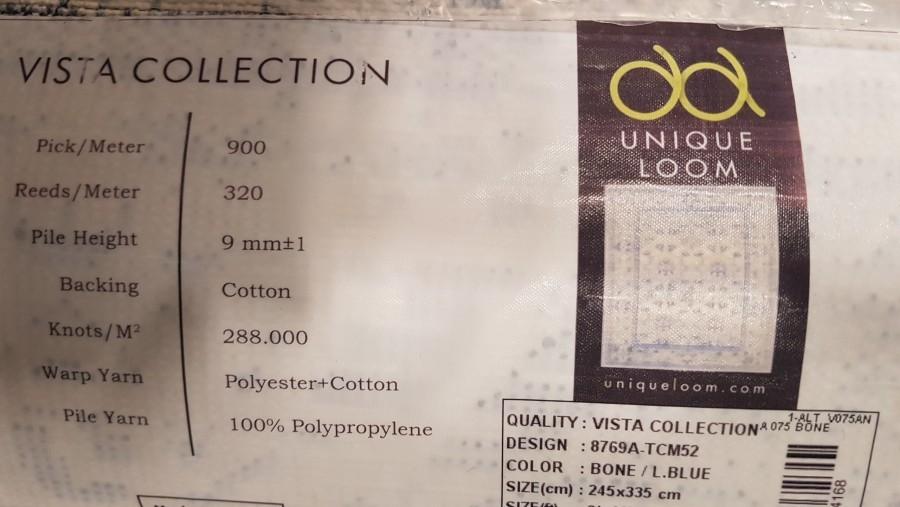 VISTA COLLECTION
Pick/Meter 900
Reeds/Meter 320
Pile Height 9 mm±1
Backing Cotton
Knots/M² 288.000
Warp Yarn Polyester+Cotton
Pile Yarn 100% Polypropylene
UNIQUE
LOOM
uniqueloom.com
QUALITY : VISTA COLLECTION
1-ALT V075AN
A 075 BONE
DESIGN : 8769A-TCM52
COLOR : BONE / L.BLUE
SIZE(cm) : 245x335 cm
4168